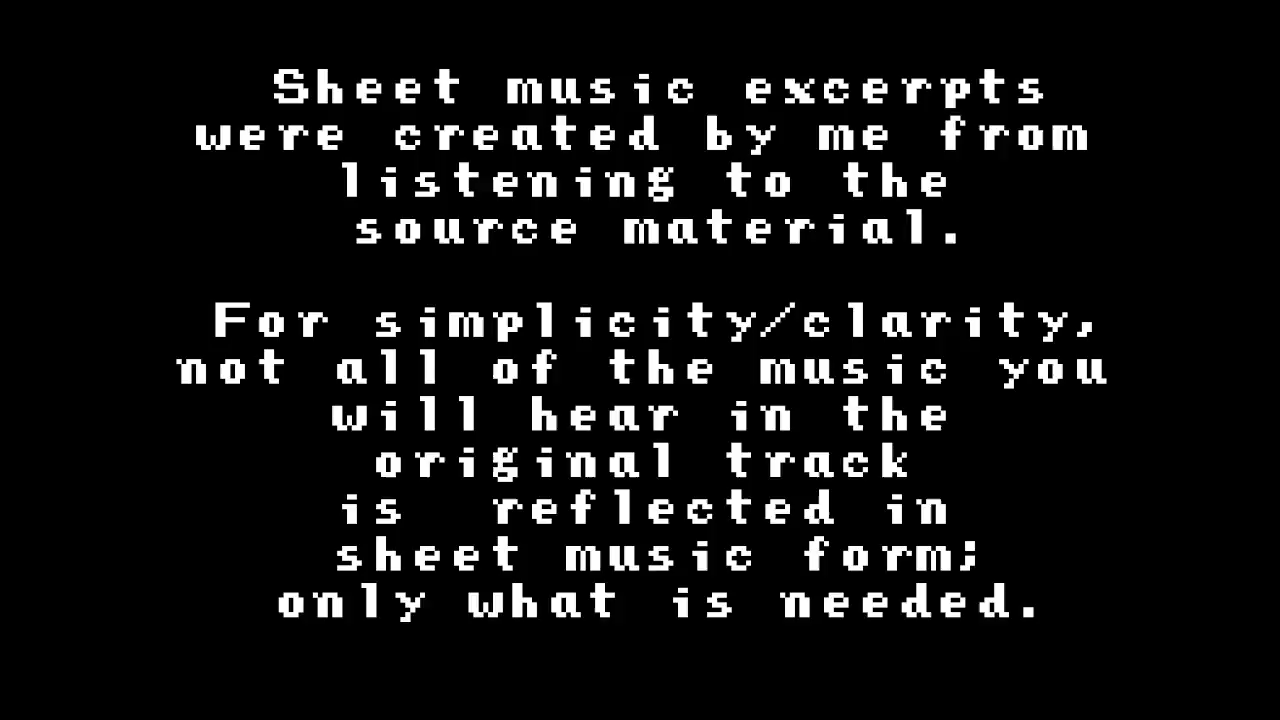 Sheet music excerpts
were created by me from
listening to the
source material.
For simplicity/clarity,
not all of the music you
will hear in the
original track
is reflected in
sheet music form;
only what is needed.